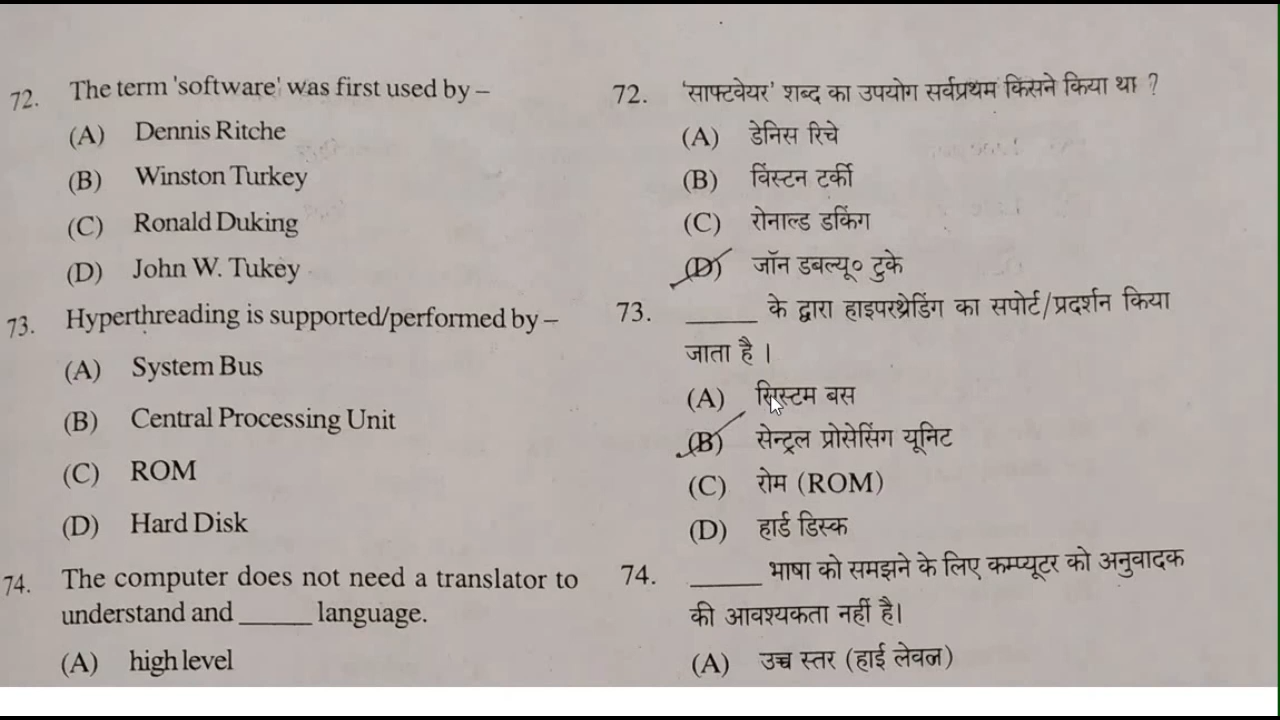 72. The term 'software' was first used by –
(A) Dennis Ritche
(B) Winston Turkey
(C) Ronald Duking
(D) John W. Tukey
73. Hyperthreading is supported/performed by –
(A) System Bus
(B) Central Processing Unit
(C) ROM
(D) Hard Disk
74. The computer does not need a translator to
understand and _____ language.
(A) high level
72. 'साफ्टवेयर' शब्द का उपयोग सर्वप्रथम किसने किया था ?
(A) डेनिस रिचे
(B) विंस्टन टर्की
(C) रोनाल्ड डकिंग
(D) जॉन डबल्यू० टुके
73. _____ के द्वारा हाइपरथ्रेडिंग का सपोर्ट/प्रदर्शन किया
जाता है ।
(A) सिस्टम बस
(B) सेन्ट्रल प्रोसेसिंग यूनिट
(C) रोम (ROM)
(D) हार्ड डिस्क
74. _____ भाषा को समझने के लिए कम्प्यूटर को अनुवादक
की आवश्यकता नहीं है।
(A) उच्च स्तर (हाई लेवल)